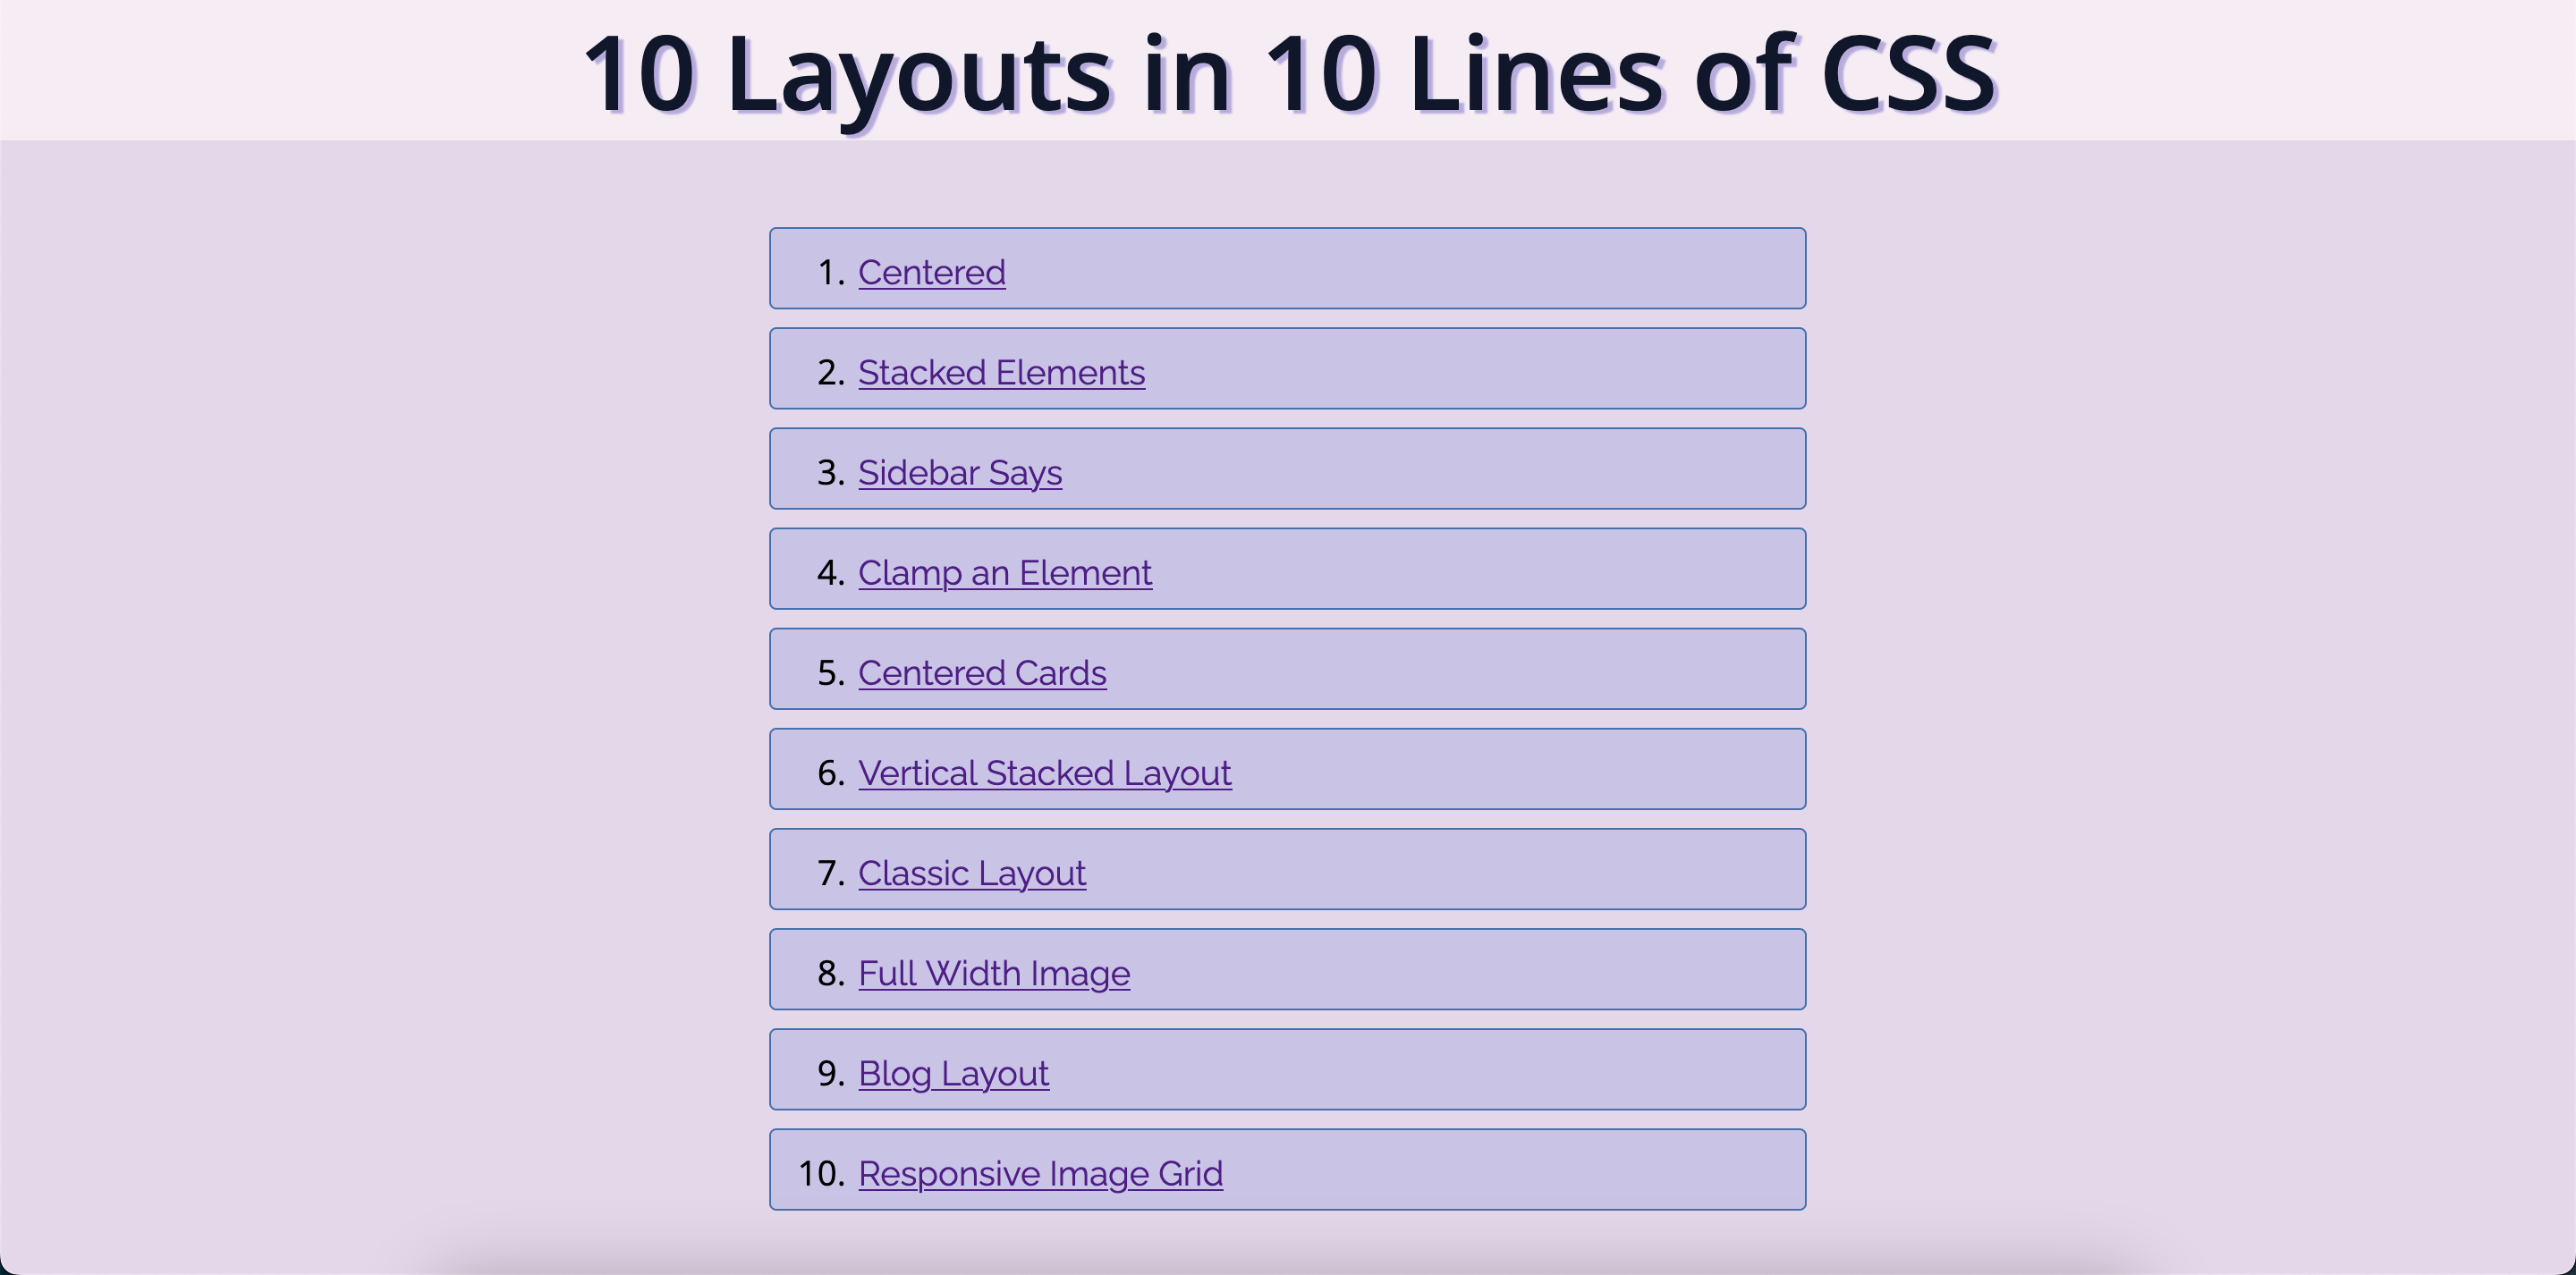 10 Layouts in 10 Lines of CSS
1. Centered
2. Stacked Elements
3. Sidebar Says
4. Clamp an Element
5. Centered Cards
6. Vertical Stacked Layout
7. Classic Layout
8. Full Width Image
9. Blog Layout
10. Responsive Image Grid